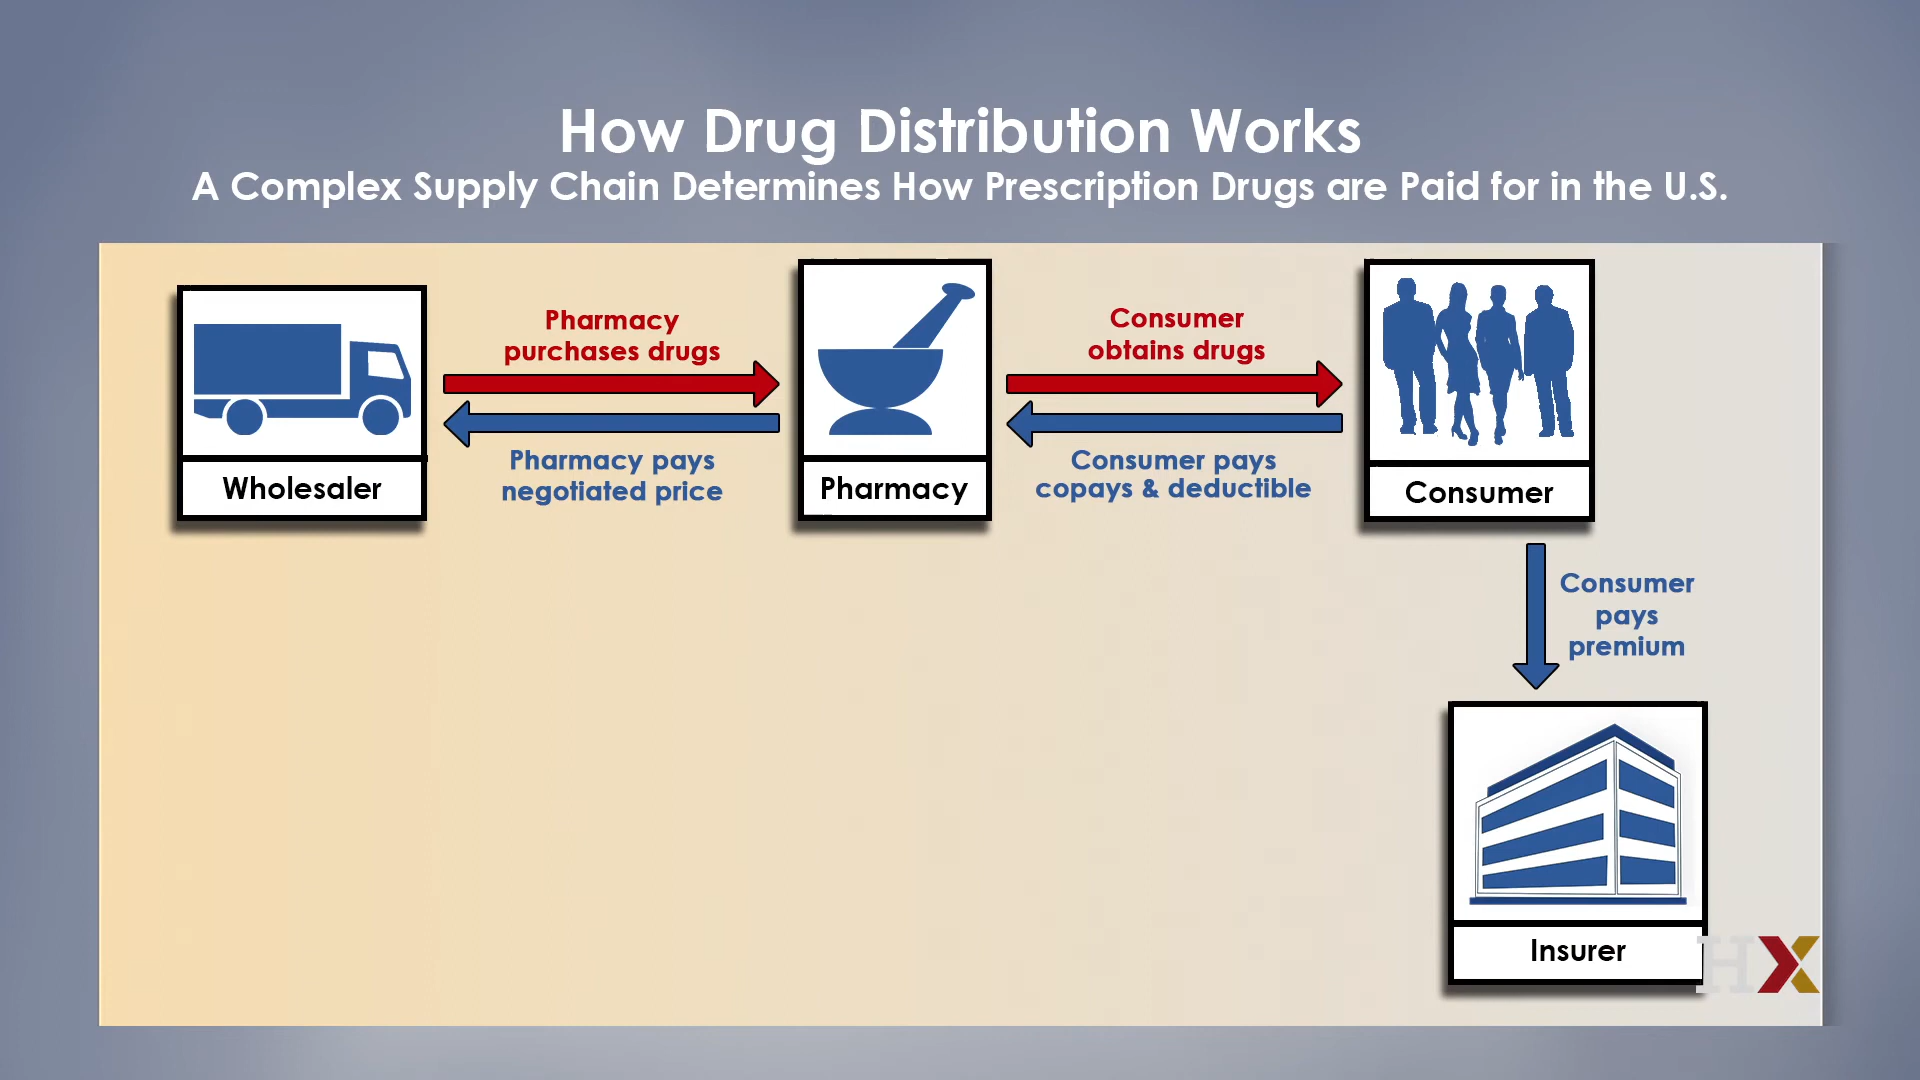 How Drug Distribution Works
A Complex Supply Chain Determines How Prescription Drugs are Paid for in the U.S.
Pharmacy
purchases drugs
Consumer
obtains drugs
Pharmacy pays
negotiated price
Consumer pays
copays & deductible
Wholesaler
Pharmacy
Consumer
Consumer
pays
premium
Insurer
HX